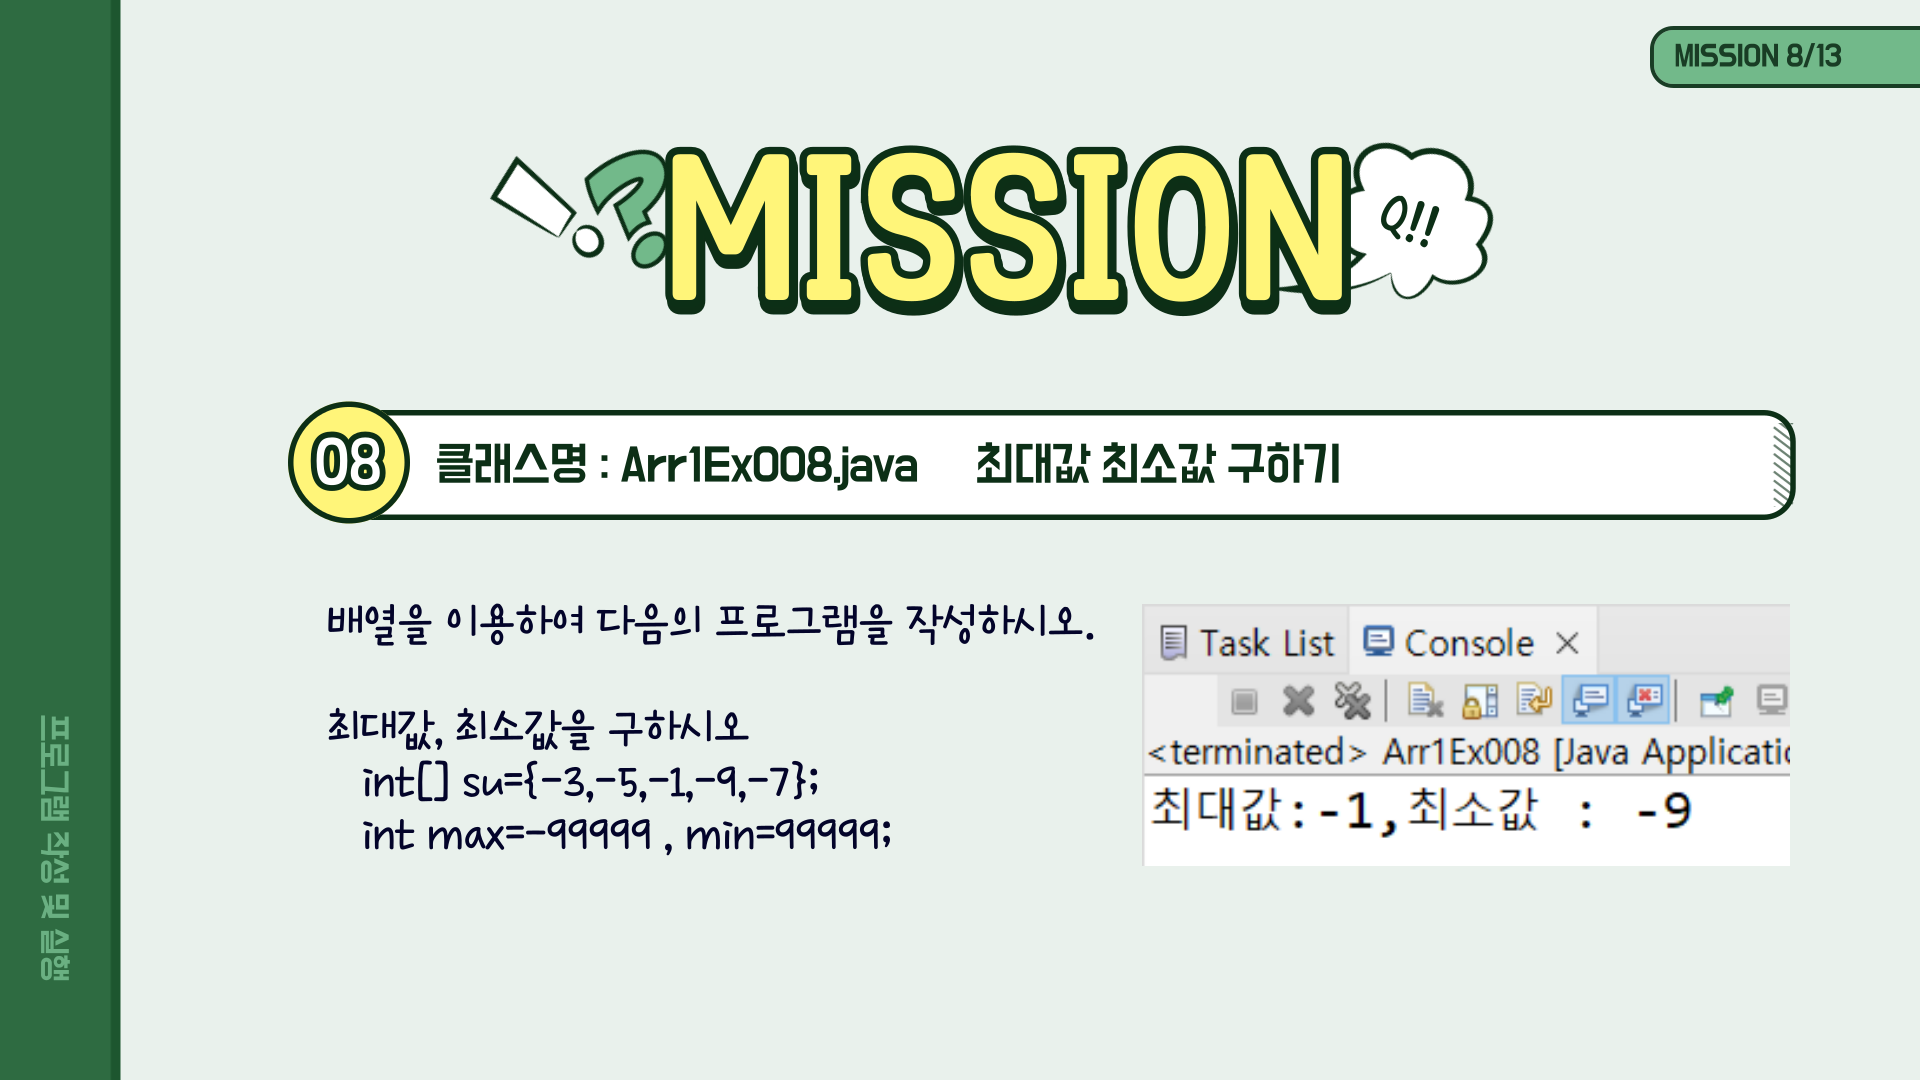 MISSION 8/13
MISSION
Q!!
08
클래스명 : Arr1Ex008.java 최대값 최소값 구하기
배열을 이용하여 다음의 프로그램을 작성하시오.
최대값, 최소값을 구하시오
int[] su={-3,-5,-1,-9,-7};
int max=-99999 , min=99999;
Task List
Console
<terminated> Arr1Ex008 [Java Applicatio
최대값:-1,최소값 : -9
프로그램 작성 및 실행